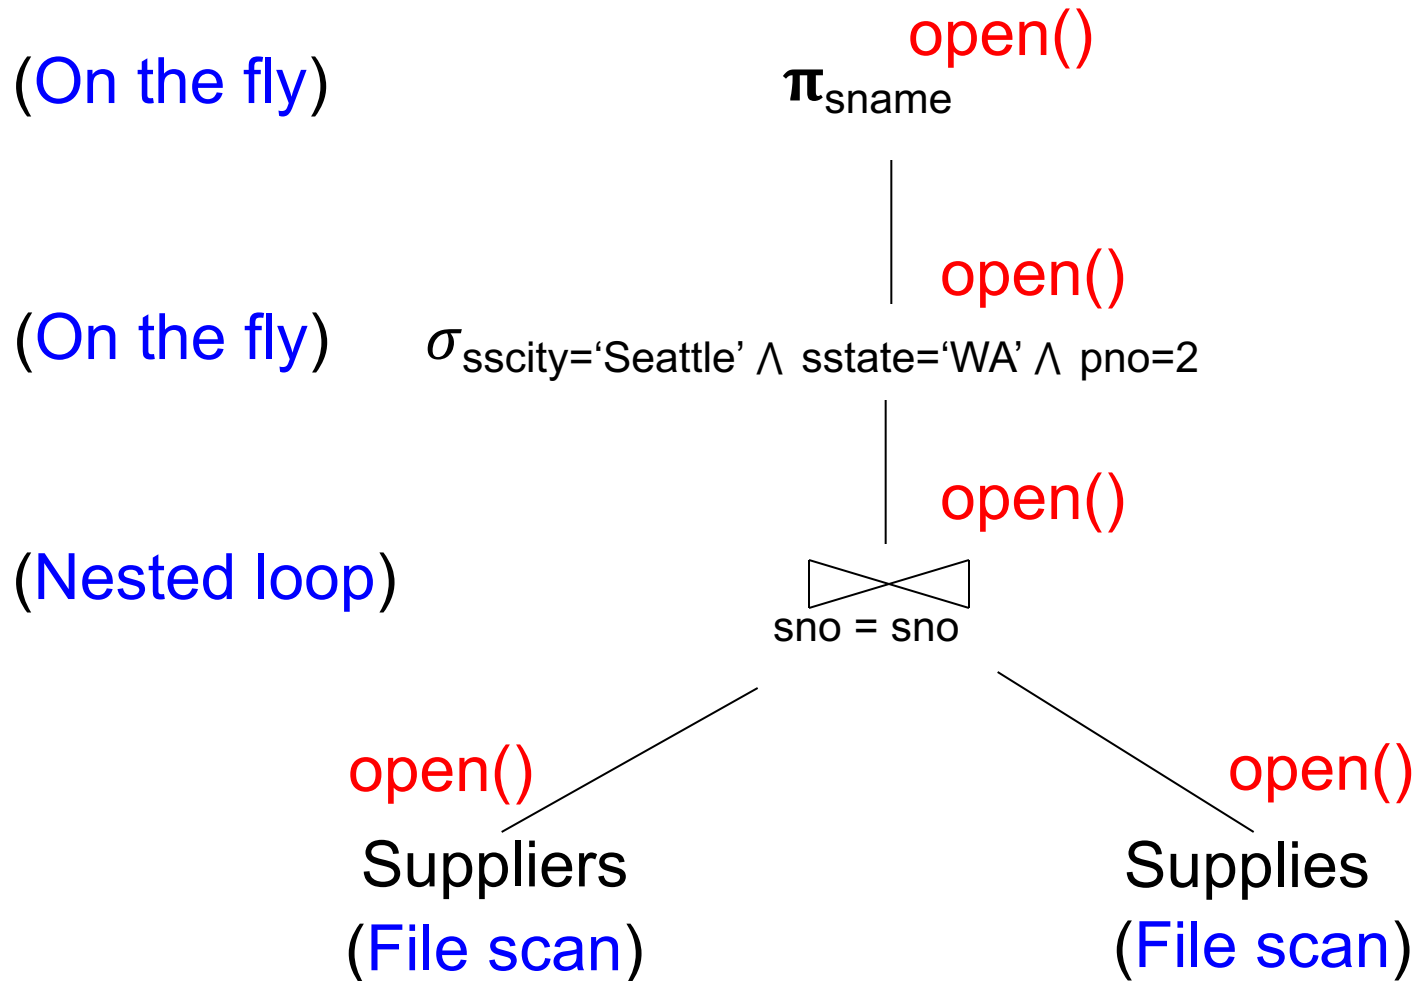 open()
(On the fly) πsname
open()
(On the fly) σsscity=‘Seattle’ ∧ sstate=‘WA’ ∧ pno=2
open()
(Nested loop)
sno = sno
open() open()
Suppliers Supplies
(File scan) (File scan)